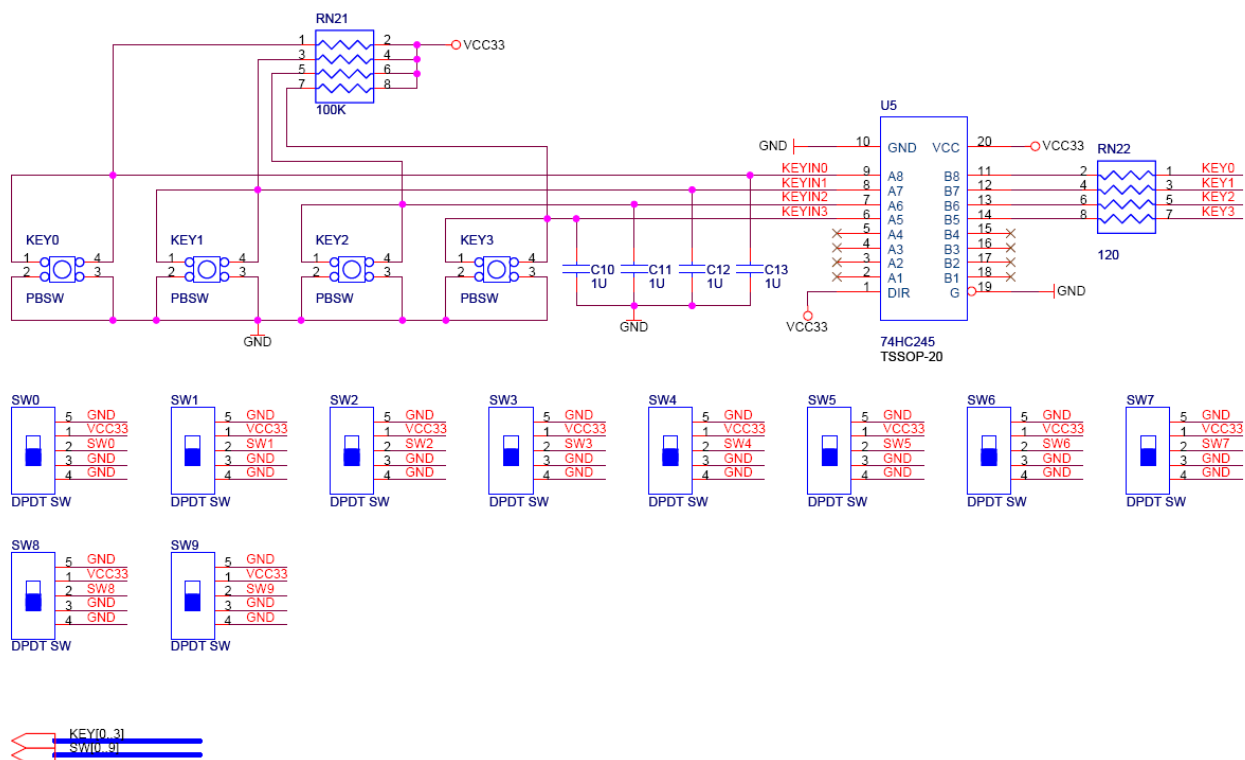 RN21
1 2 VCC33
3 4
5 6
7 8
100K
U5
GND 10 GND VCC 20 VCC33
RN22
KEYIN0 9 A8 B8 11 2 1 KEY0
KEYIN1 8 A7 B7 12 4 3 KEY1
KEYIN2 7 A6 B6 13 6 5 KEY2
KEYIN3 6 A5 B5 14 8 7 KEY3
5 A4 B4 15
4 A3 B3 16
3 A2 B2 17
2 A1 B1 18
1 DIR G 19 GND
120
VCC33
74HC245
TSSOP-20
KEY0 KEY1 KEY2 KEY3
1 4 1 4 1 4 1 4
2 3 2 3 2 3 2 3
PBSW PBSW PBSW PBSW
C10 C11 C12 C13
1U 1U 1U 1U
GND GND
SW0 SW1 SW2 SW3 SW4 SW5 SW6 SW7
5 GND 5 GND 5 GND 5 GND 5 GND 5 GND 5 GND 5 GND
1 VCC33 1 VCC33 1 VCC33 1 VCC33 1 VCC33 1 VCC33 1 VCC33 1 VCC33
2 SW0 2 SW1 2 SW2 2 SW3 2 SW4 2 SW5 2 SW6 2 SW7
3 GND 3 GND 3 GND 3 GND 3 GND 3 GND 3 GND 3 GND
4 GND 4 GND 4 GND 4 GND 4 GND 4 GND 4 GND 4 GND
DPDT SW DPDT SW DPDT SW DPDT SW DPDT SW DPDT SW DPDT SW DPDT SW
SW8 SW9
5 GND 5 GND
1 VCC33 1 VCC33
2 SW8 2 SW9
3 GND 3 GND
4 GND 4 GND
DPDT SW DPDT SW
KEY[0..3]
SW[0..9]